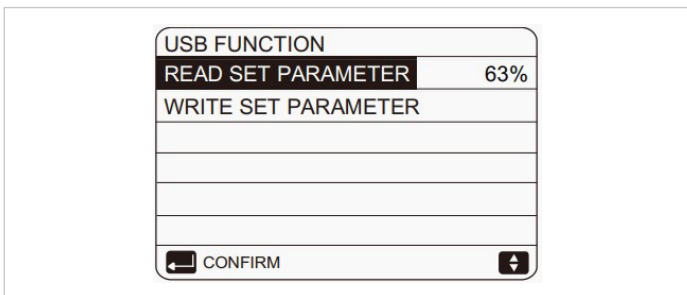 USB FUNCTION
READ SET PARAMETER 63%
WRITE SET PARAMETER
CONFIRM